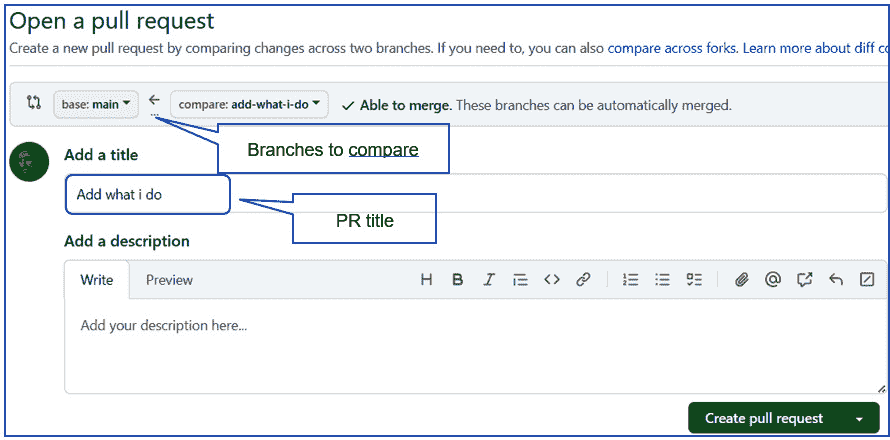 Open a pull request
Create a new pull request by comparing changes across two branches. If you need to, you can also compare across forks. Learn more about diff co
base: main compare: add-what-i-do Able to merge. These branches can be automatically merged.
Branches to compare
Add a title
Add what i do
PR title
Add a description
Write Preview
Add your description here...
Create pull request